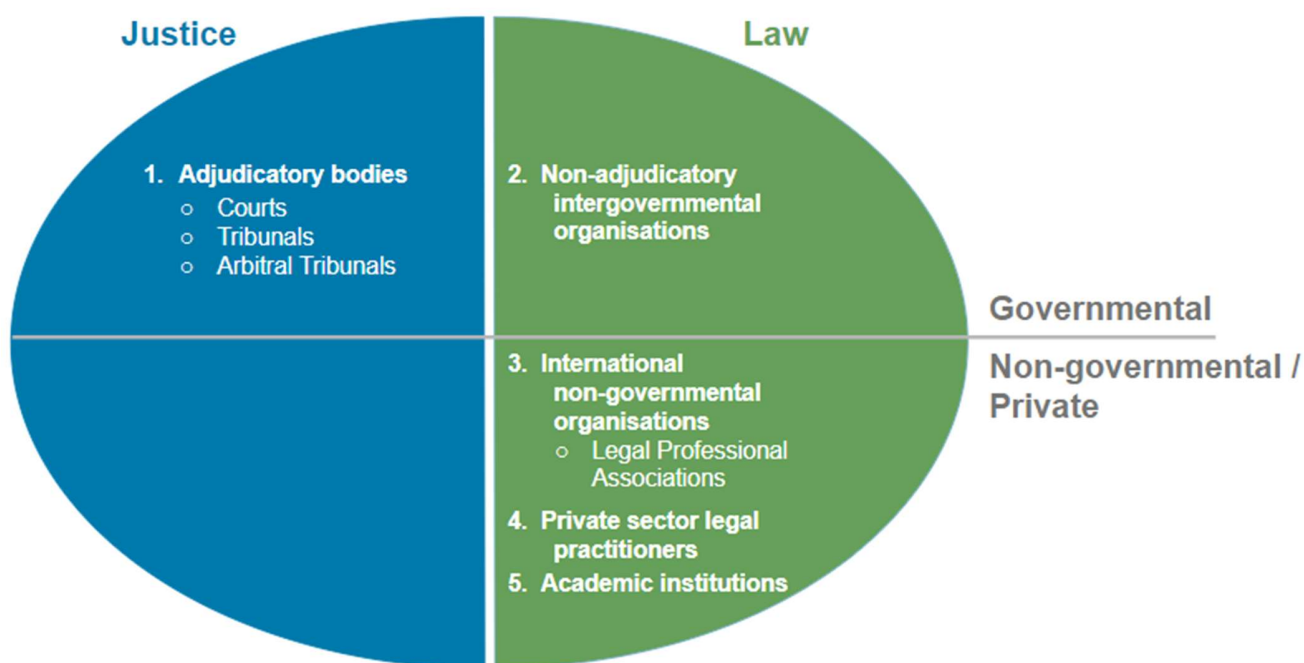 Justice
Law
1. Adjudicatory bodies
○ Courts
○ Tribunals
○ Arbitral Tribunals
2. Non-adjudicatory
intergovernmental
organisations
Governmental
Non-governmental /
Private
3. International
non-governmental
organisations
○ Legal Professional
Associations
4. Private sector legal
practitioners
5. Academic institutions